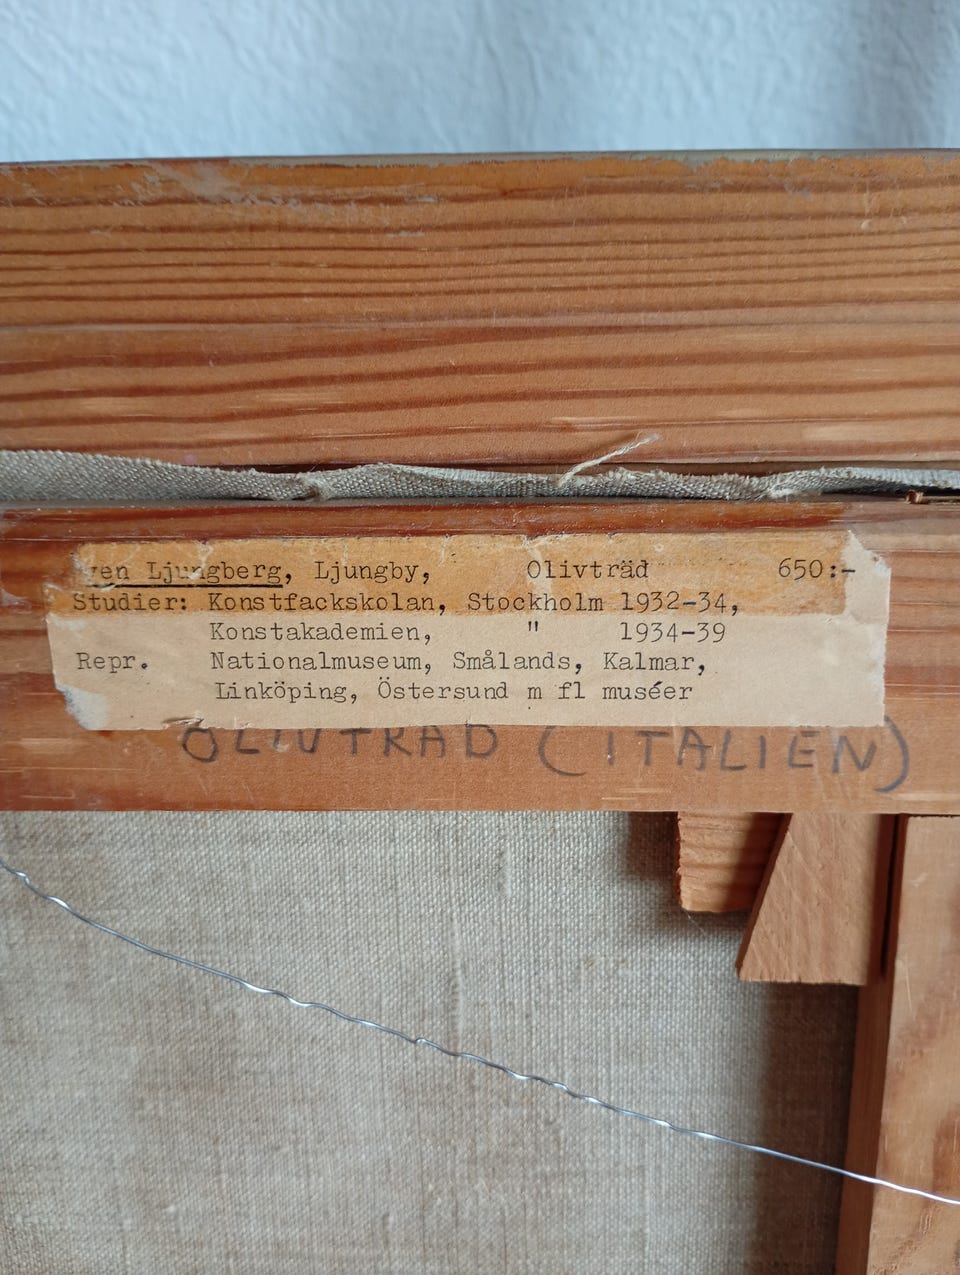 ven Ljungberg, Ljungby, Olivträd 650:-
Studier: Konstfackskolan, Stockholm 1932-34,
Konstakademien, " 1934-39
Repr. Nationalmuseum, Smålands, Kalmar,
Linköping, Östersund m fl muséer
OLIVTRÄD (ITALIEN)